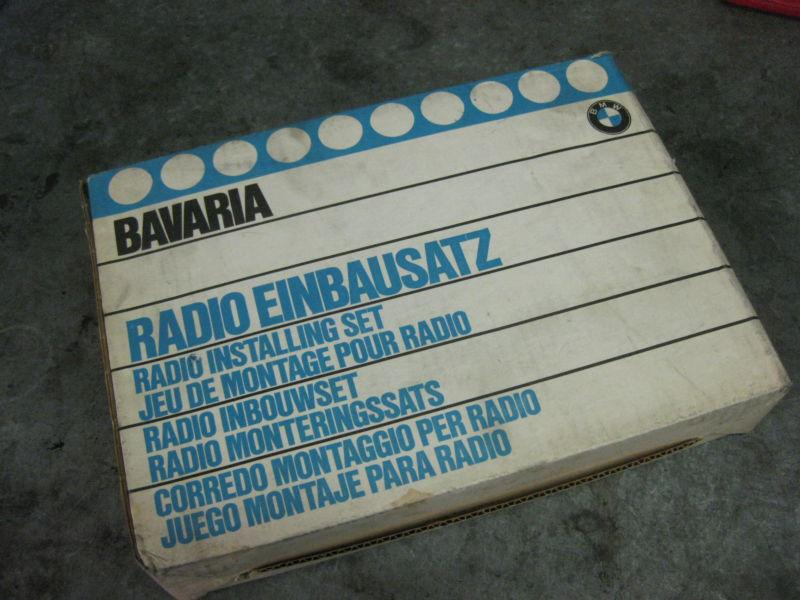 BMW
BAVARIA
RADIO EINBAUSATZ
RADIO INSTALLING SET
JEU DE MONTAGE POUR RADIO
RADIO INBOUWSET
RADIO MONTERINGSSATS
CORREDO MONTAGGIO PER RADIO
JUEGO MONTAJE PARA RADIO